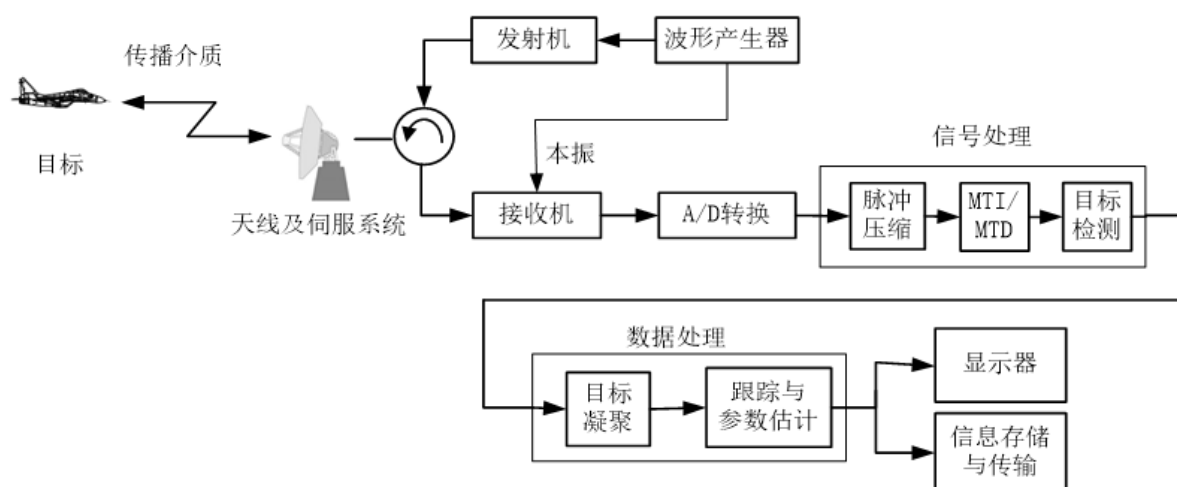 发射机
波形产生器
传播介质
目标
天线及伺服系统
本振
接收机
A/D转换
信号处理
脉冲
压缩
MTI/
MTD
目标
检测
数据处理
目标
凝聚
跟踪与
参数估计
显示器
信息存储
与传输